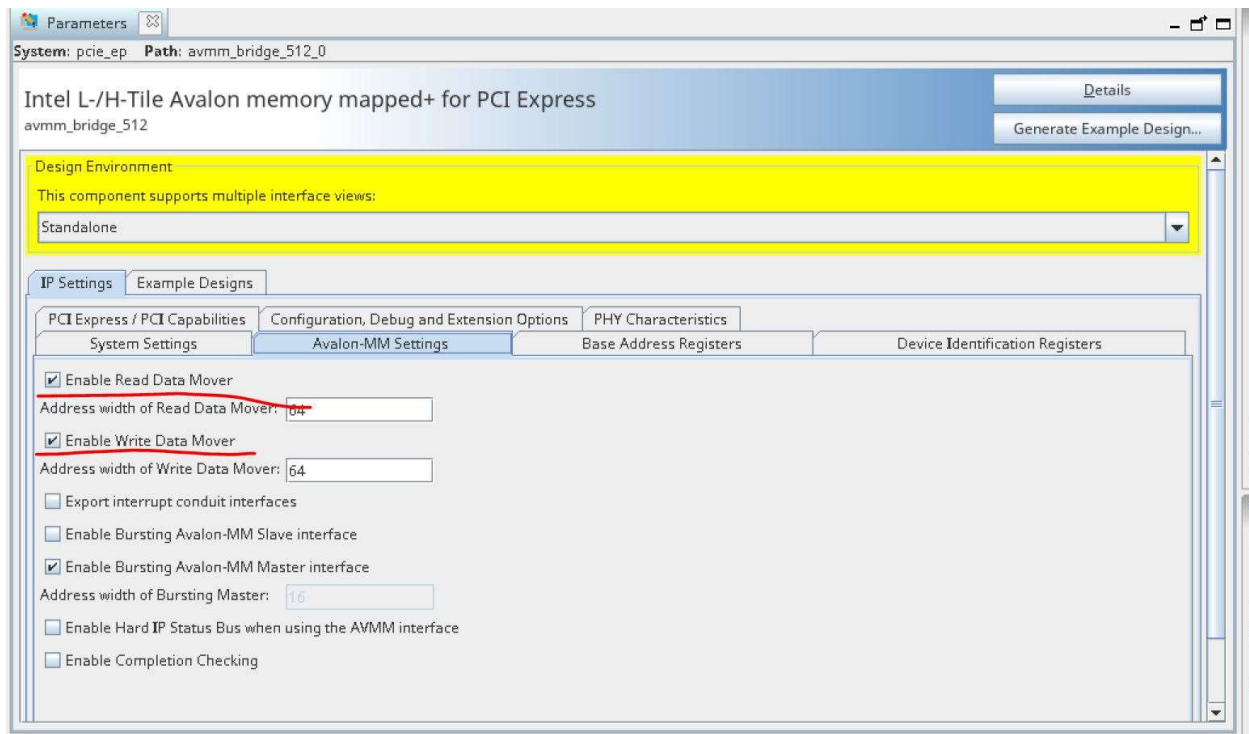 Parameters
System: pcie_ep Path: avmm_bridge_512_0
Intel L-/H-Tile Avalon memory mapped+ for PCI Express
avmm_bridge_512
Details
Generate Example Design...
Design Environment
This component supports multiple interface views:
Standalone
IP Settings Example Designs
PCI Express / PCI Capabilities Configuration, Debug and Extension Options PHY Characteristics
System Settings Avalon-MM Settings Base Address Registers Device Identification Registers
Enable Read Data Mover
Address width of Read Data Mover: 64
Enable Write Data Mover
Address width of Write Data Mover: 64
Export interrupt conduit interfaces
Enable Bursting Avalon-MM Slave interface
Enable Bursting Avalon-MM Master interface
Address width of Bursting Master: 16
Enable Hard IP Status Bus when using the AVMM interface
Enable Completion Checking